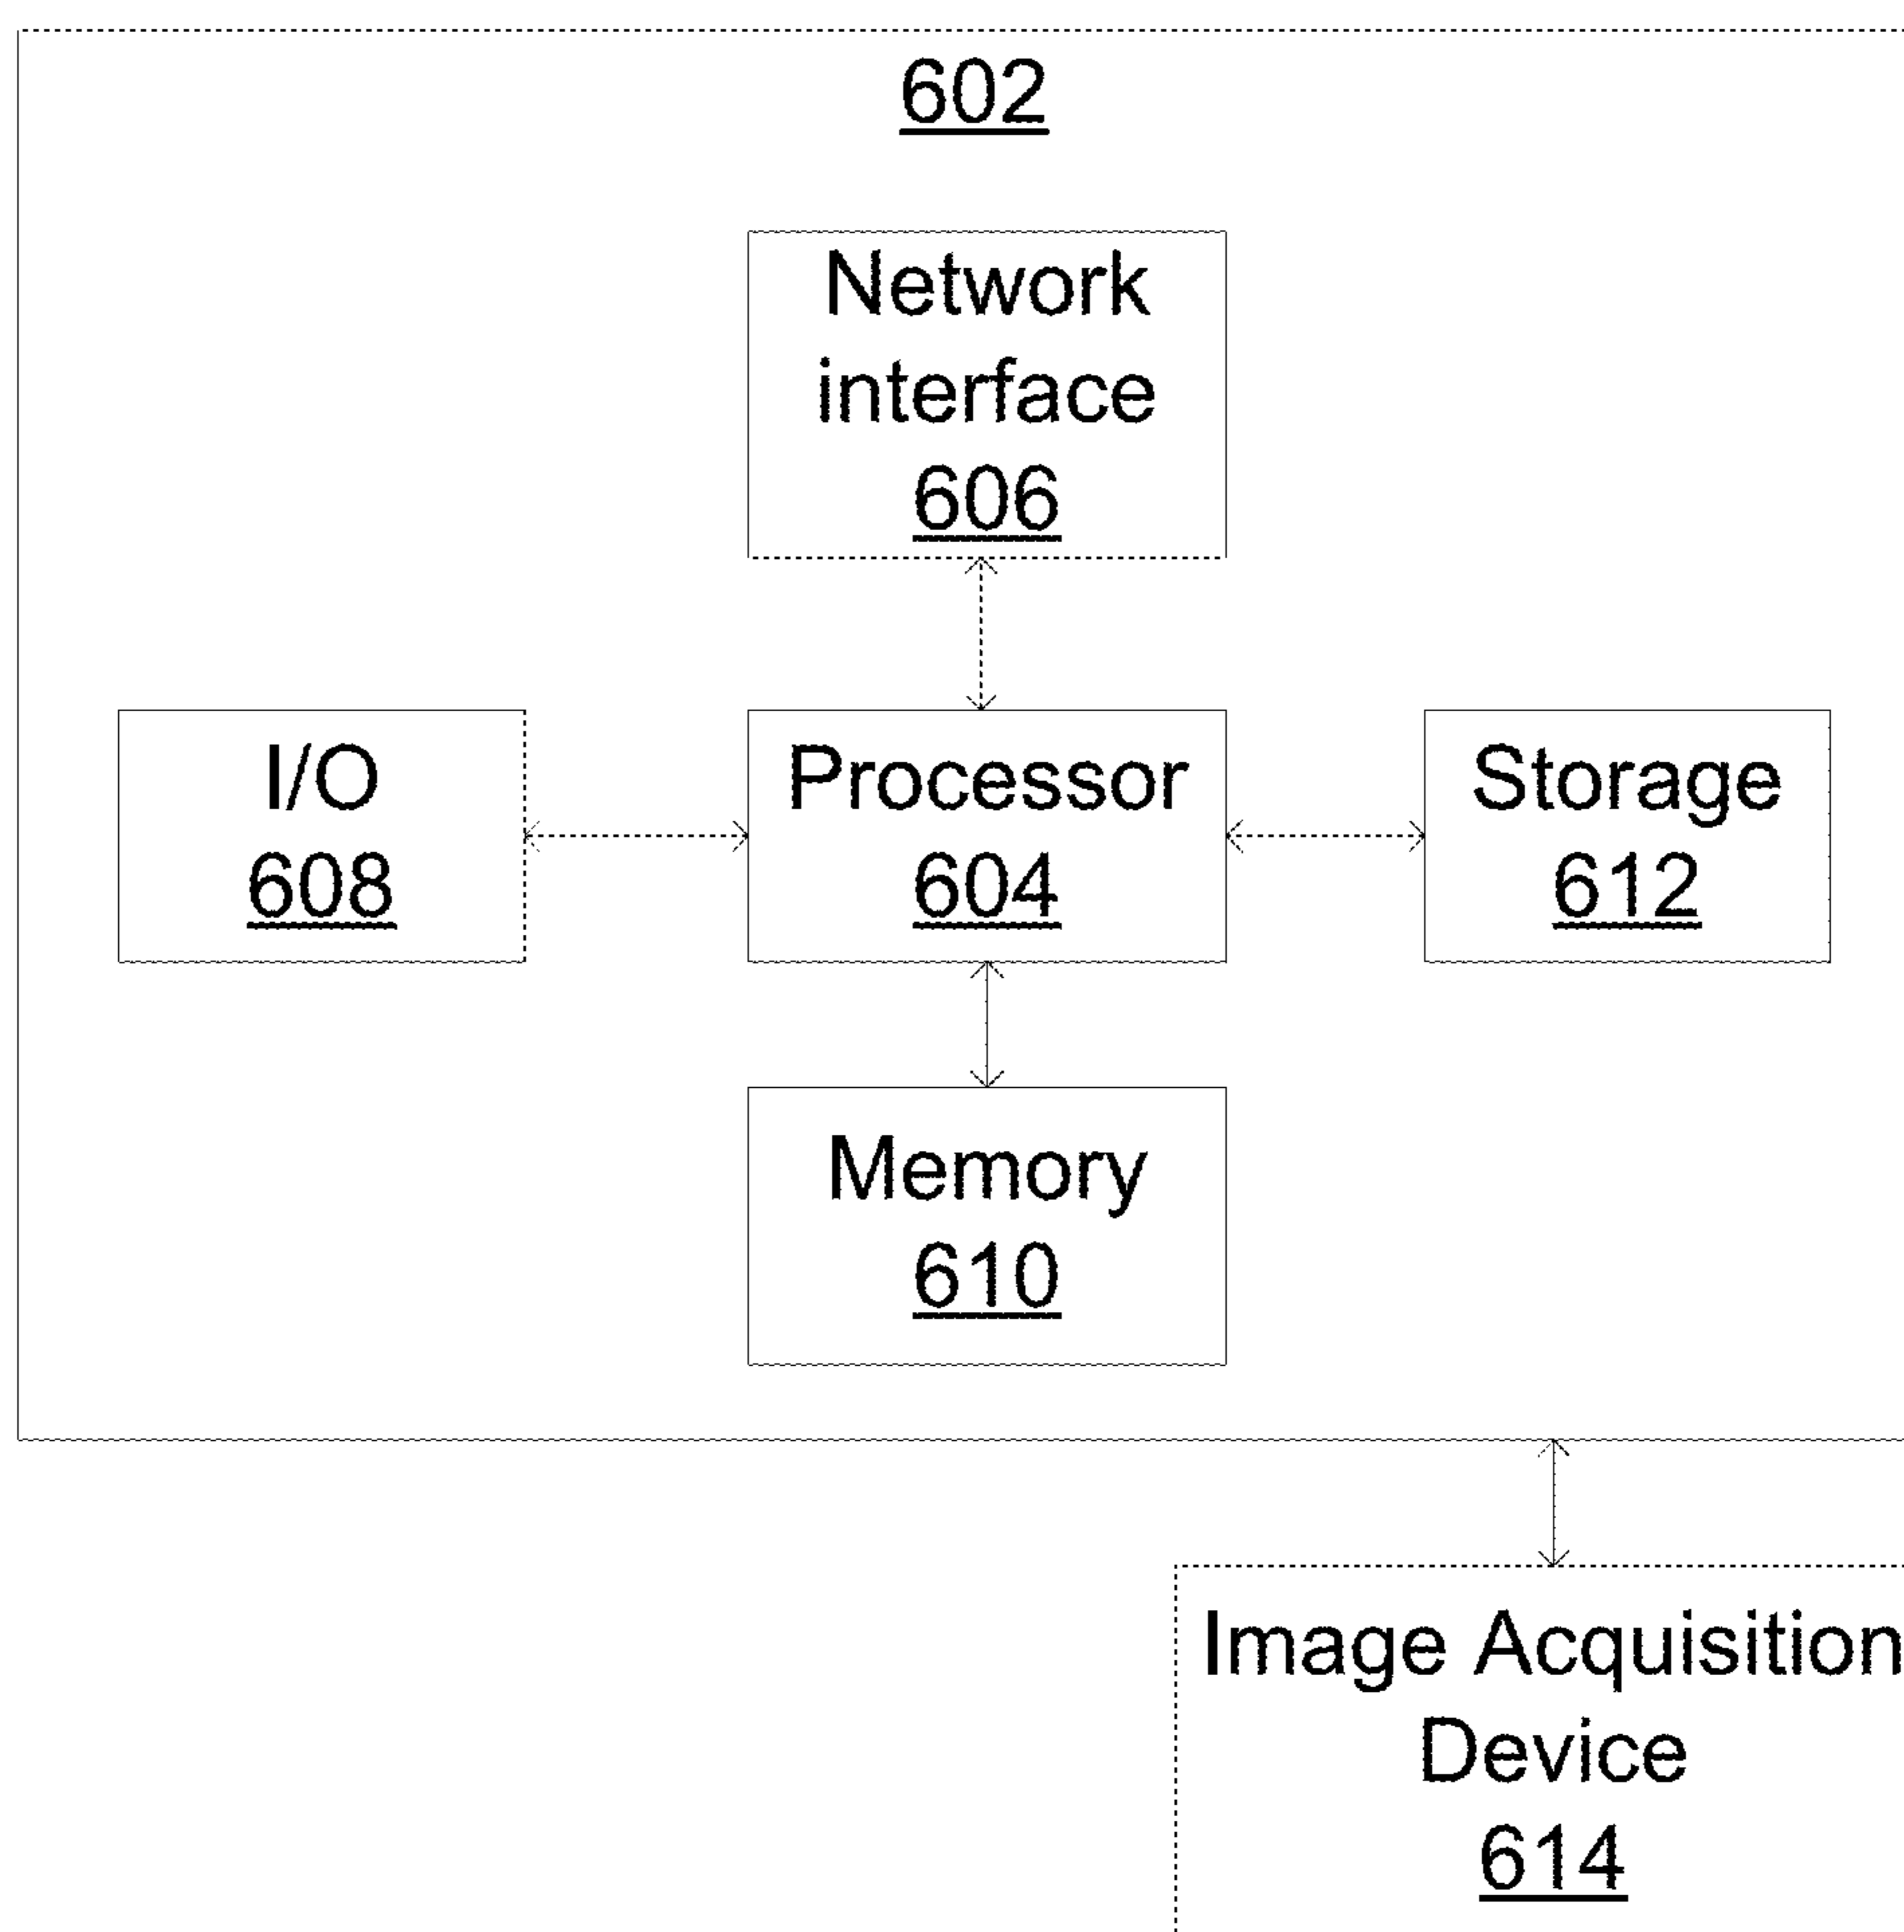 602
Network
interface
606
I/O
608
Processor
604
Storage
612
Memory
610
Image Acquisition
Device
614